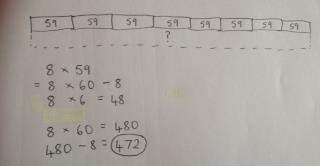 59 59 59 59 59 59 59 59
?
8 × 59
= 8 × 60 - 8
8 × 6 = 48
8 × 60 = 480
480 - 8 = 472